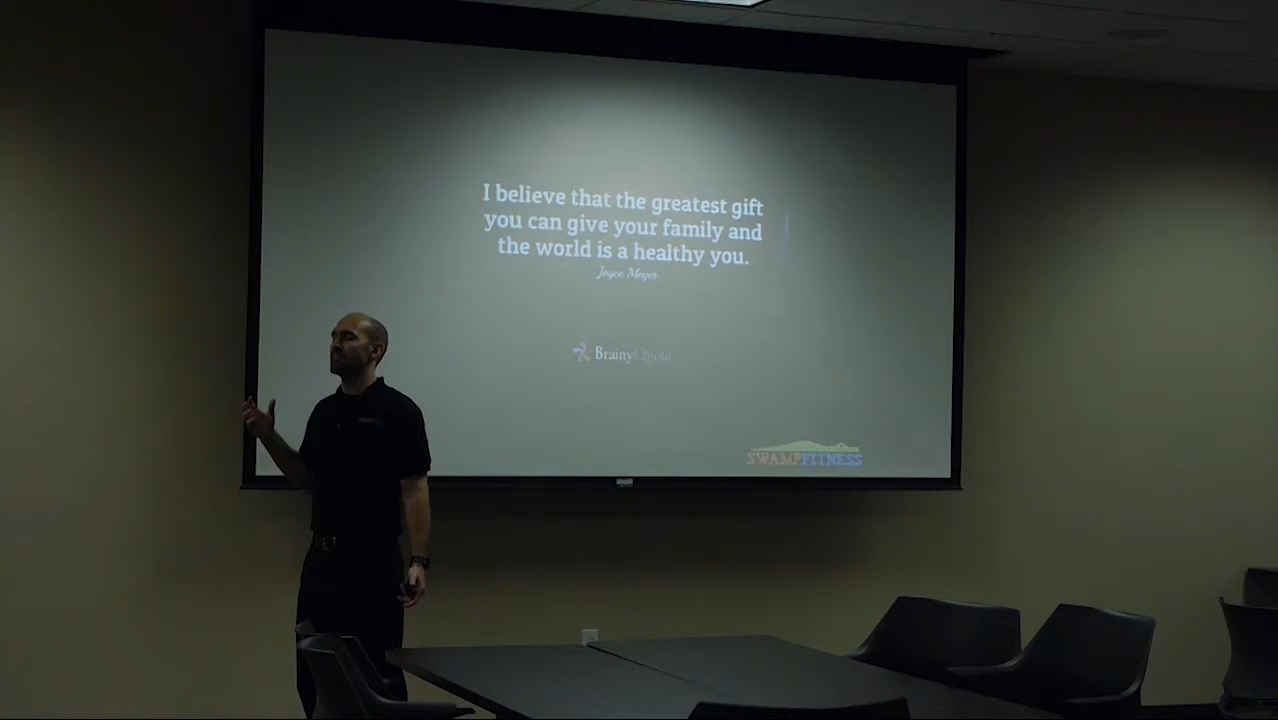 I believe that the greatest gift
you can give your family and
the world is a healthy you.
Joyce Meyer
BrainyQuote
SWAMPFITNESS